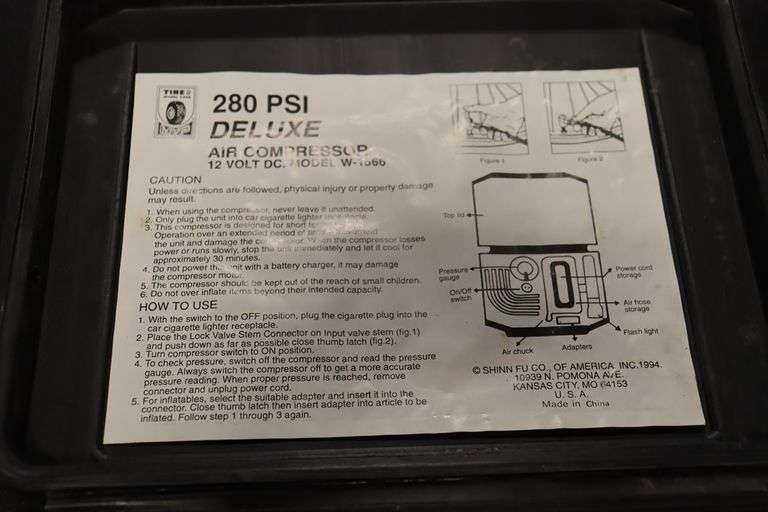 TIRE
MVP
280 PSI
DELUXE
AIR COMPRESSOR
12 VOLT DC. MODEL W-1566
Figure 1
Figure 2
CAUTION
Unless directions are followed, physical injury or property damage
may result.
1. When using the compressor, never leave it unattended.
2. Only plug the unit into car cigarette lighter
3. This compressor is designed for short
Operation over an extended period of
the unit and damage the When the compressor losses
power or runs slowly, stop the unit immediately and let it cool for
approximately 30 minutes.
4. Do not power the unit with a battery charger, it may damage
the compressor motor.
5. The compressor should be kept out of the reach of small children.
6. Do not over inflate items beyond their intended capacity.
HOW TO USE
1. With the switch to the OFF position, plug the cigarette plug into the
car cigarette lighter receptacle.
2. Place the Lock Valve Stem Connector on Input valve stem (fig.1)
and push down as far as possible close thumb latch (fig.2).
3. Turn compressor switch to ON position.
4. To check pressure, switch off the compressor and read the pressure
gauge. Always switch the compressor off to get a more accurate
pressure reading. When proper pressure is reached, remove
connector and unplug power cord.
5. For inflatables, select the suitable adapter and insert it into the
connector. Close thumb latch then insert adapter into article to be
inflated. Follow step 1 through 3 again.
Top lid
Pressure
gauge
On/Off
switch
Power cord
storage
Air hose
storage
Flash light
Air chuck
Adapters
© SHINN FU CO., OF AMERICA INC.1994.
10939 N. POMONA AVE.
KANSAS CITY, MO 64153
U. S. A.
Made in China